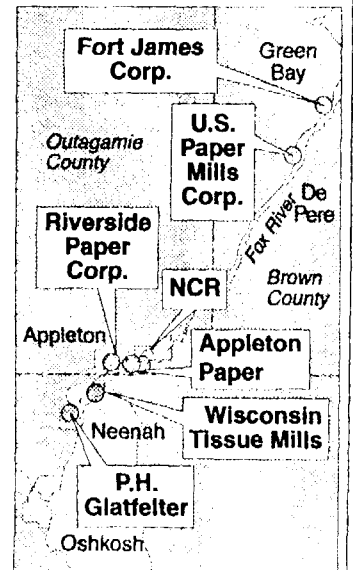 Fort James
Corp.
Green
Bay
U.S.
Paper
Mills
Corp.
Outagamie
County
De
Pere
Fox River
Riverside
Paper
Corp.
NCR
Brown
County
Appleton
Appleton
Paper
Wisconsin
Tissue Mills
Neenah
P.H.
Glatfelter
Oshkosh